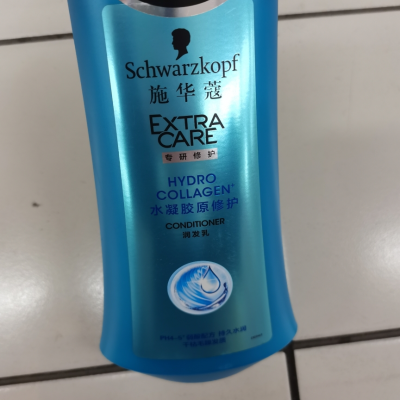 Schwarzkopf
施华蔻
EXTRA
CARE
专研修护
HYDRO
COLLAGEN+
水凝胶原修护
CONDITIONER
润发乳